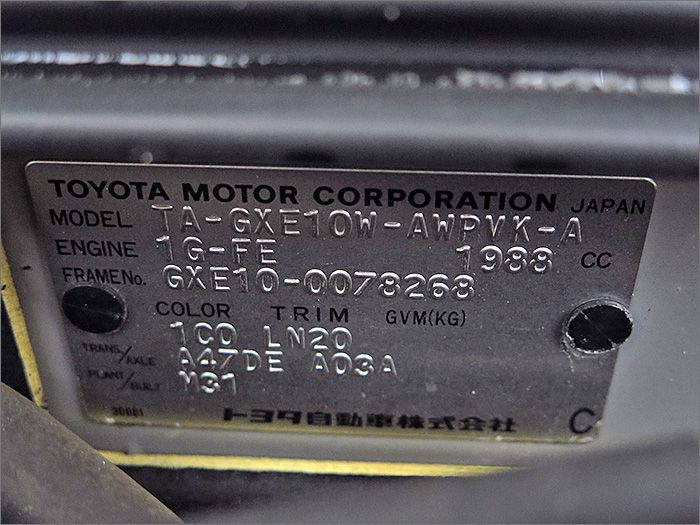 TOYOTA MOTOR CORPORATION JAPAN
MODEL TA-GXE10W-AWPVK-A
ENGINE 1G-FE 1988 CC
FRAMENo. GXE10-0078268
COLOR TRIM GVM(KG)
1C0 LN20
TRANS/AXLE A47DE A03A
PLANT/BUILT M31
30881 トヨタ自動車株式会社 C